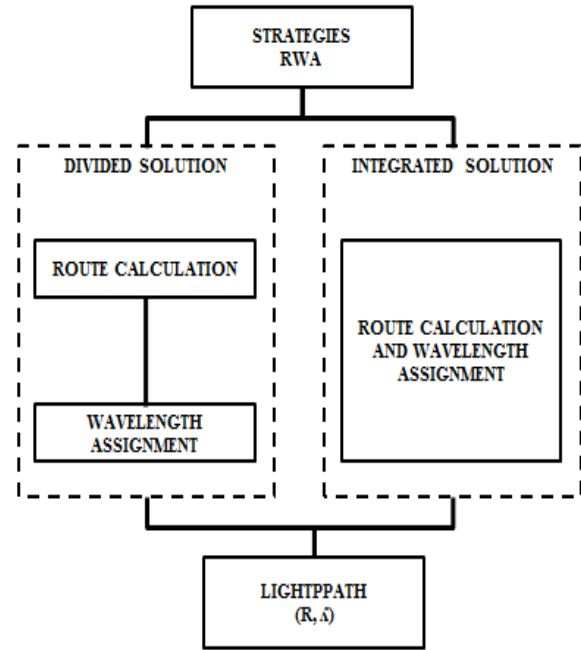 STRATEGIES
RWA
DIVIDED SOLUTION
INTEGRATED SOLUTION
ROUTE CALCULATION
WAVELENGTH
ASSIGNMENT
ROUTE CALCULATION
AND WAVELENGTH
ASSIGNMENT
LIGHTPPATH
(R, ʎ)